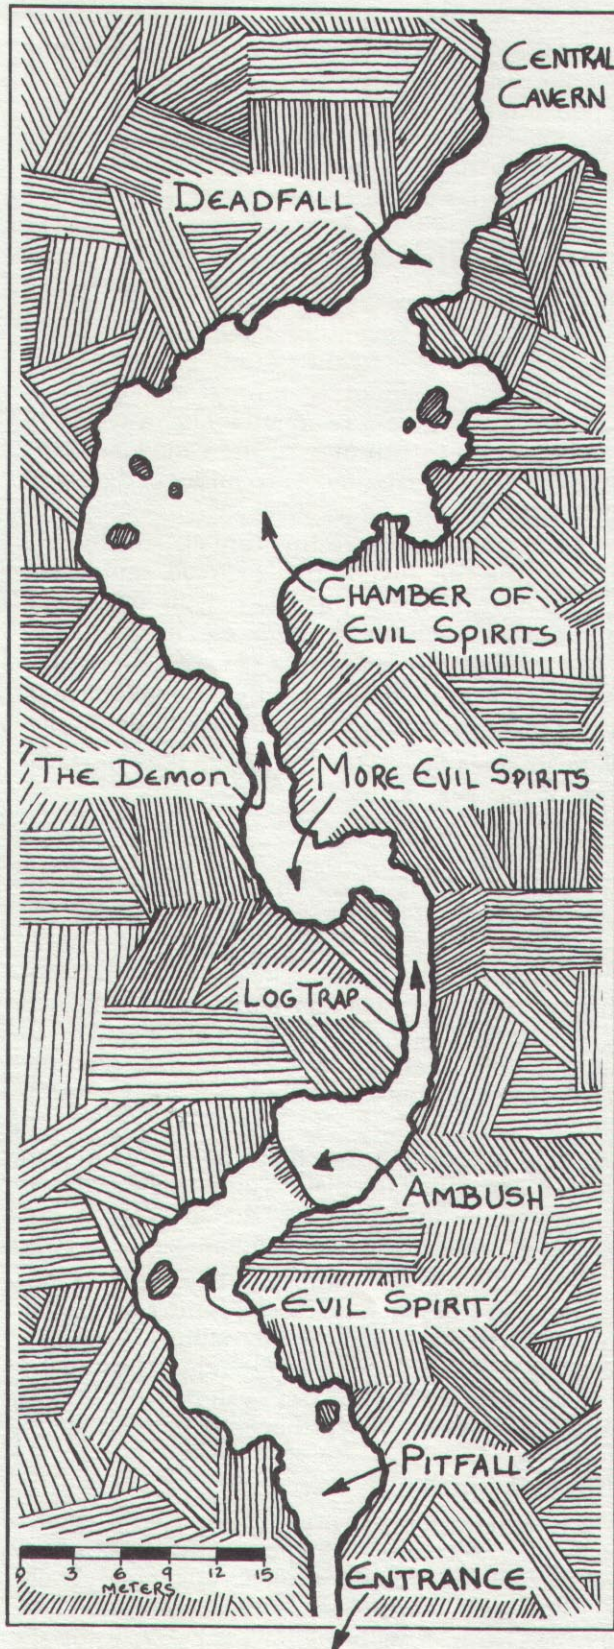 CENTRAL
CAVERN
DEADFALL
CHAMBER OF
EVIL SPIRITS
THE DEMON
MORE EVIL SPIRITS
LOG TRAP
AMBUSH
EVIL SPIRIT
PITFALL
0 3 6 9 12 15
METERS
ENTRANCE